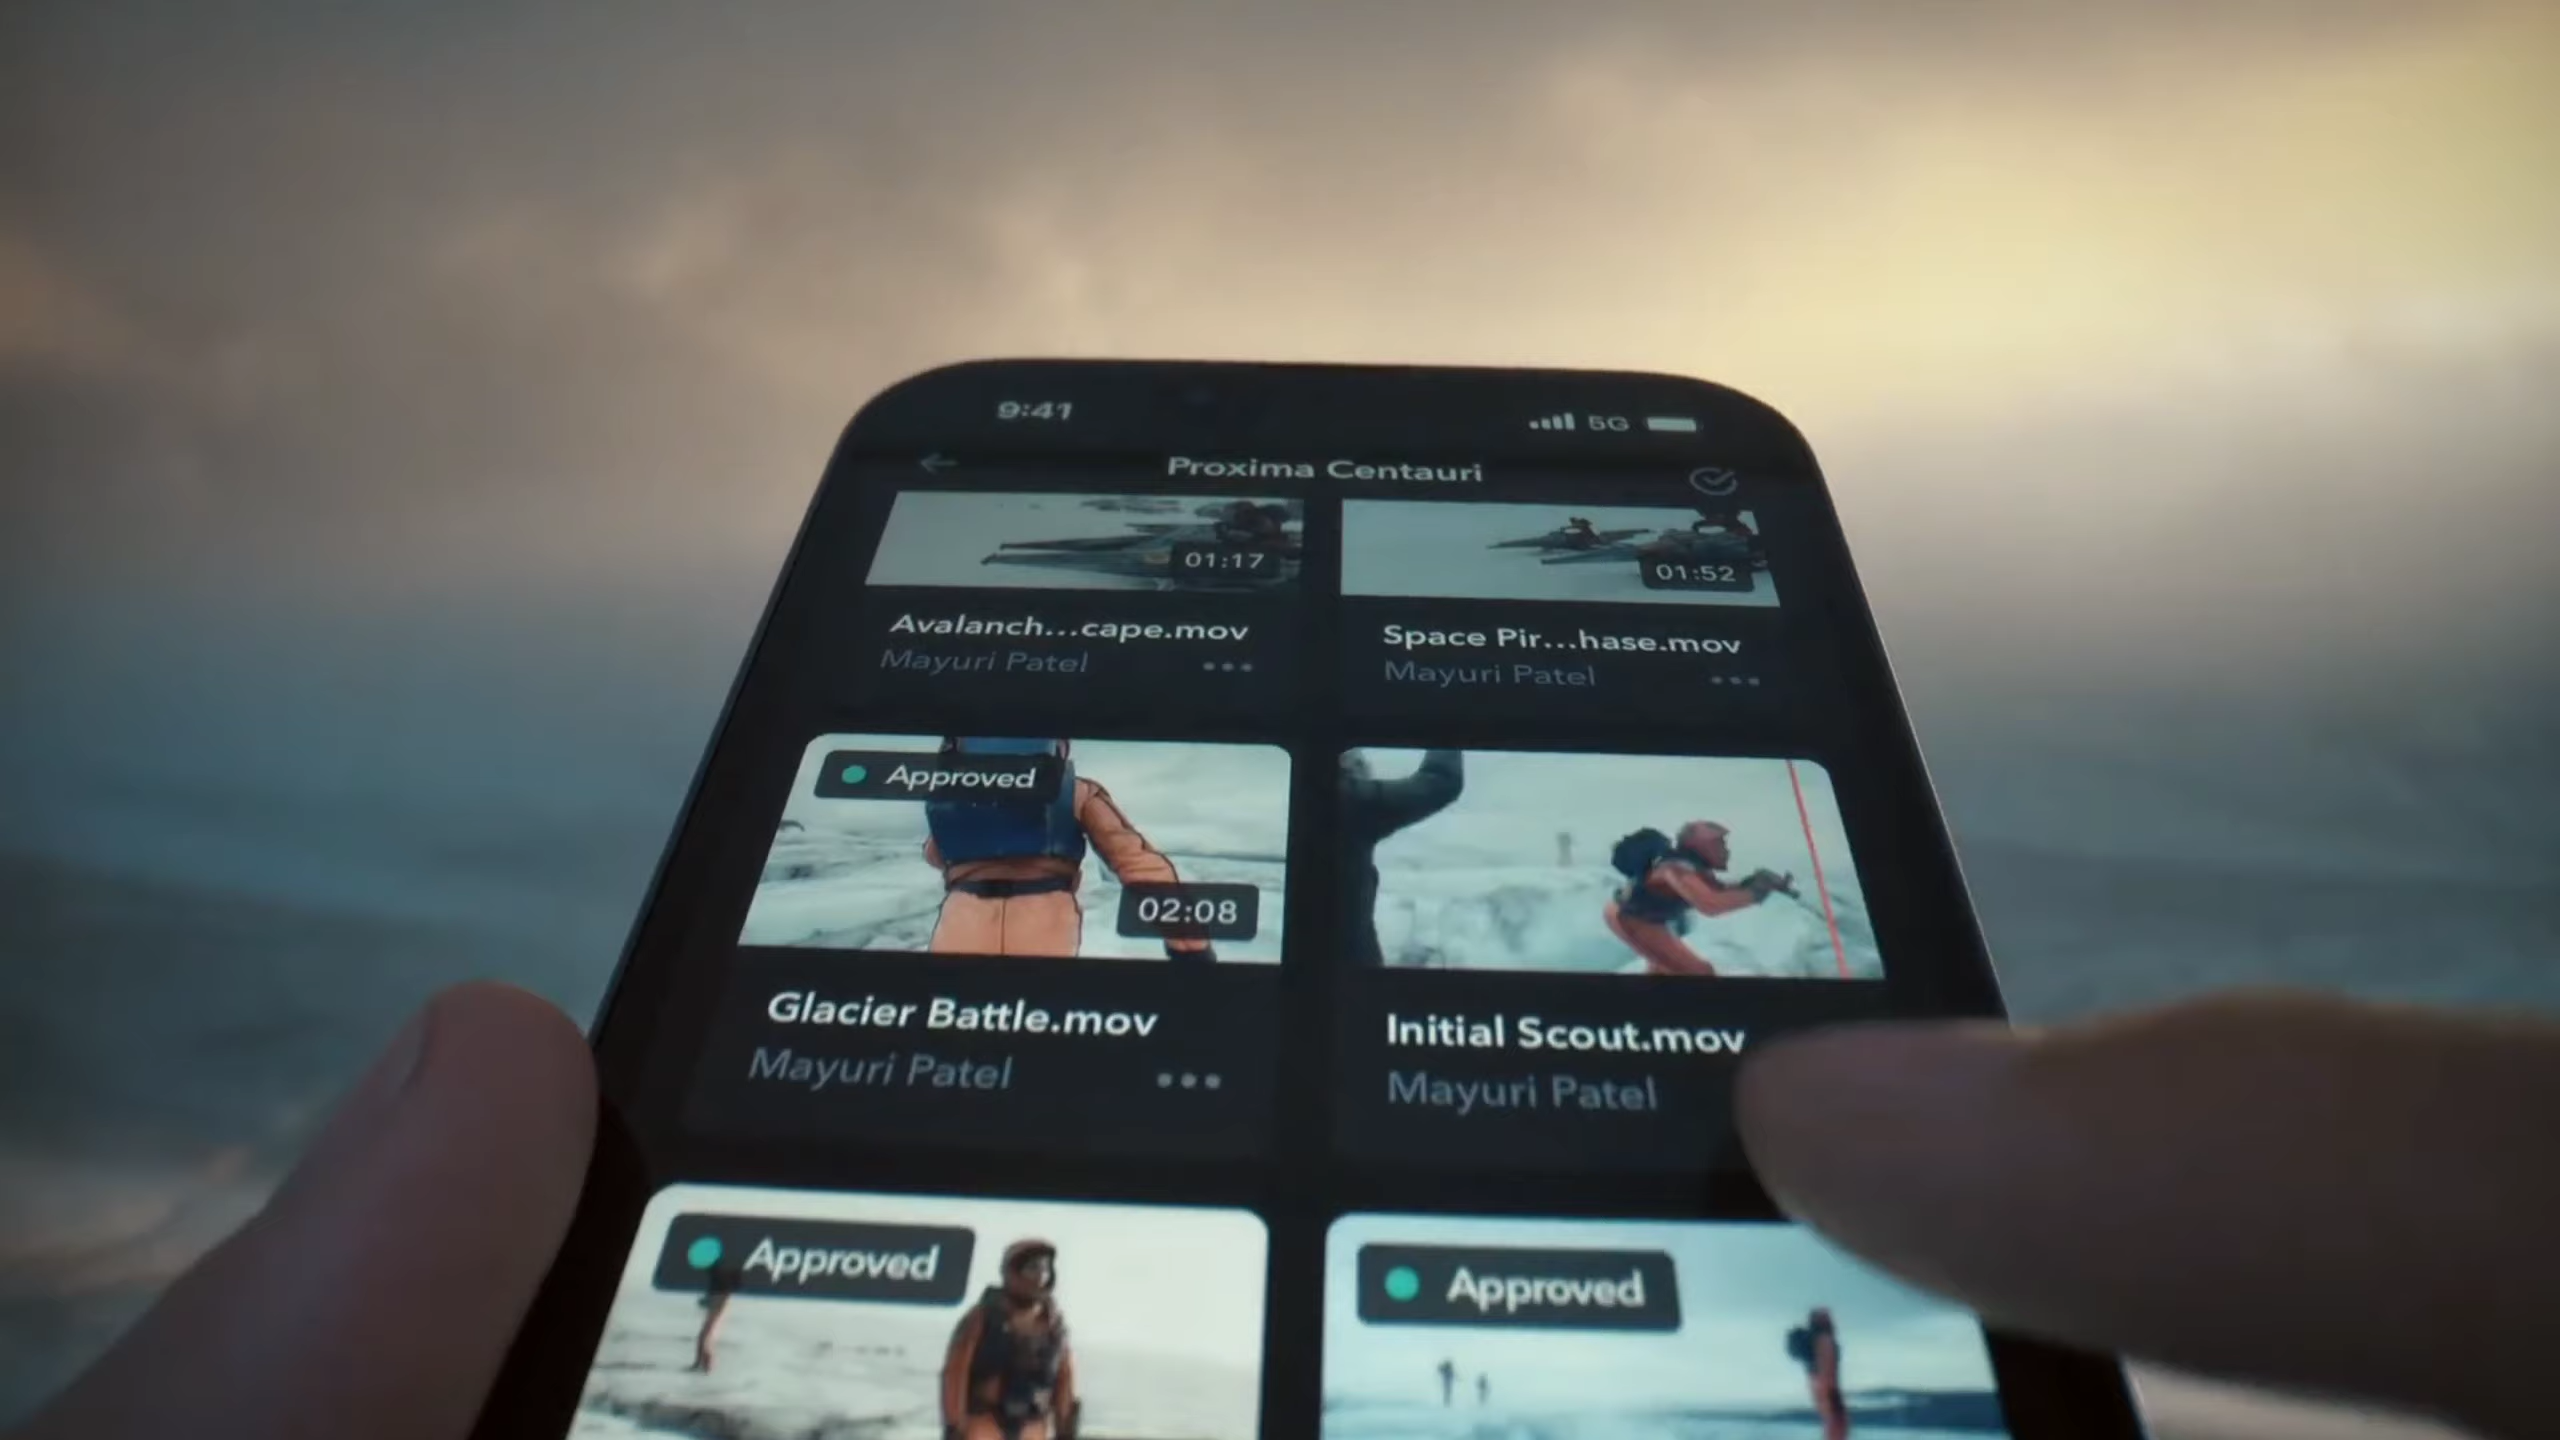 9:41
5G
Proxima Centauri
01:17
01:52
Avalanch...cape.mov
Space Pir...hase.mov
Mayuri Patel
Mayuri Patel
Approved
02:08
Glacier Battle.mov
Initial Scout.mov
Mayuri Patel
Mayuri Patel
Approved
Approved